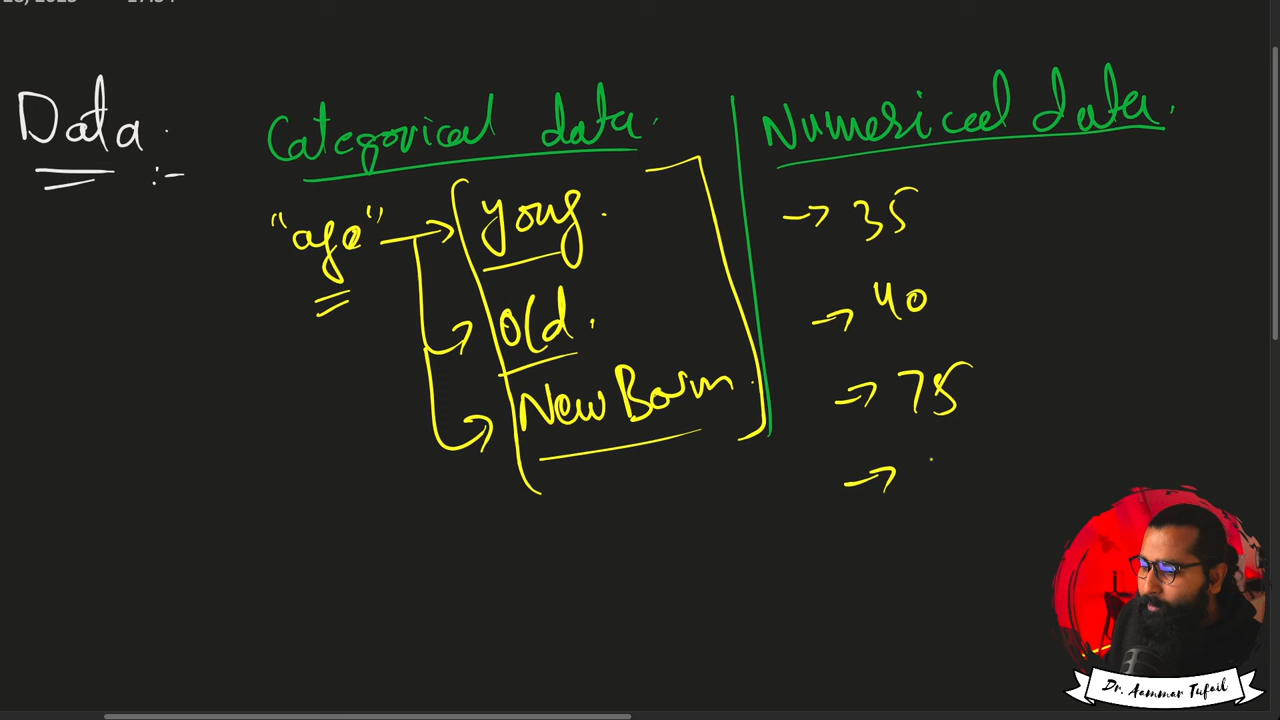 Data :-
Categorical data.
Numerical data.
"age"
Young.
Old.
New Born.
35
40
75
Dr. Aammar Tufail